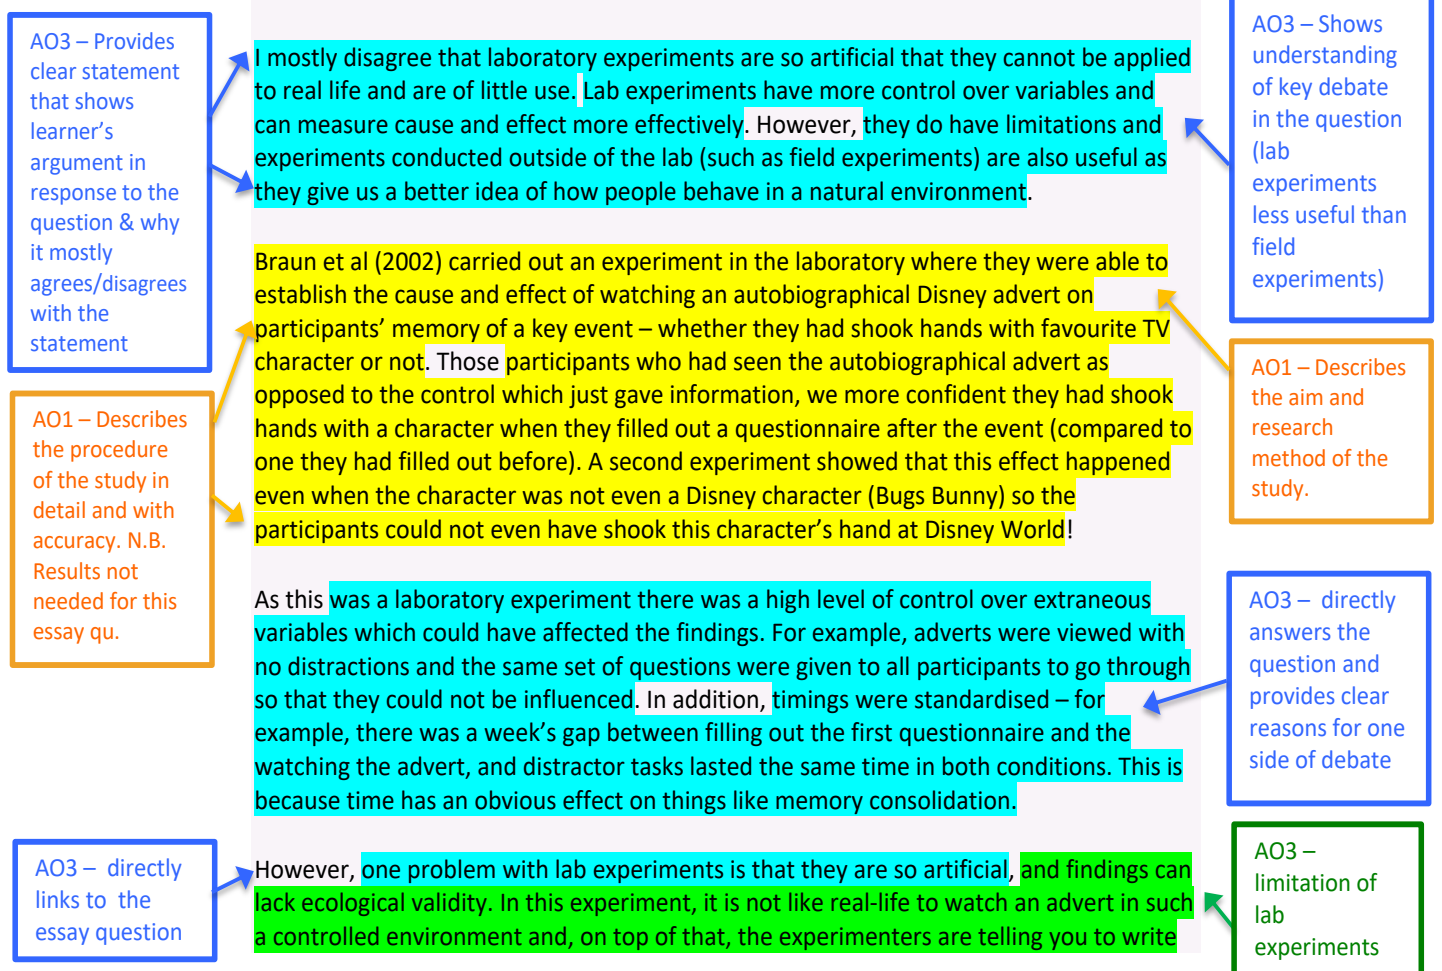 AO3 – Provides
clear statement
that shows
learner's
argument in
response to the
question & why
it mostly
agrees/disagrees
with the
statement
AO1 – Describes
the procedure
of the study in
detail and with
accuracy. N.B.
Results not
needed for this
essay qu.
AO3 – directly
links to the
essay question
I mostly disagree that laboratory experiments are so artificial that they cannot be applied
to real life and are of little use. Lab experiments have more control over variables and
can measure cause and effect more effectively. However, they do have limitations and
experiments conducted outside of the lab (such as field experiments) are also useful as
they give us a better idea of how people behave in a natural environment.
Braun et al (2002) carried out an experiment in the laboratory where they were able to
establish the cause and effect of watching an autobiographical Disney advert on
participants' memory of a key event – whether they had shook hands with favourite TV
character or not. Those participants who had seen the autobiographical advert as
opposed to the control which just gave information, we more confident they had shook
hands with a character when they filled out a questionnaire after the event (compared to
one they had filled out before). A second experiment showed that this effect happened
even when the character was not even a Disney character (Bugs Bunny) so the
participants could not even have shook this character's hand at Disney World!
As this was a laboratory experiment there was a high level of control over extraneous
variables which could have affected the findings. For example, adverts were viewed with
no distractions and the same set of questions were given to all participants to go through
so that they could not be influenced. In addition, timings were standardised – for
example, there was a week's gap between filling out the first questionnaire and the
watching the advert, and distractor tasks lasted the same time in both conditions. This is
because time has an obvious effect on things like memory consolidation.
However, one problem with lab experiments is that they are so artificial, and findings can
lack ecological validity. In this experiment, it is not like real-life to watch an advert in such
a controlled environment and, on top of that, the experimenters are telling you to write
AO3 – Shows
understanding
of key debate
in the question
(lab
experiments
less useful than
field
experiments)
AO1 – Describes
the aim and
research
method of the
study.
AO3 – directly
answers the
question and
provides clear
reasons for one
side of debate
AO3 –
limitation of
lab
experiments